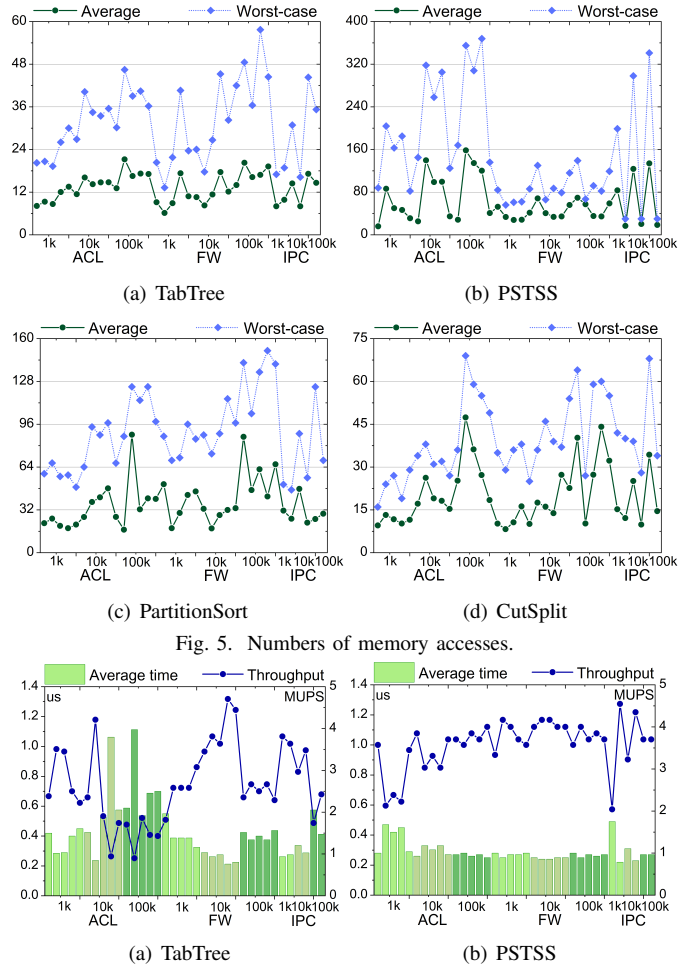 Average Worst-case Average Worst-case
60 400
48 320
36 240
24 160
12 80
0 0
1k 10k 100k 1k 10k 100k 1k 10k 100k 1k 10k 100k 1k 10k 100k 1k 10k 100k
ACL FW IPC ACL FW IPC
(a) TabTree (b) PSTSS
Average Worst-case Average Worst-case
160 75
128 60
96 45
64 30
32 15
0 0
1k 10k 100k 1k 10k 100k 1k 10k 100k 1k 10k 100k 1k 10k 100k 1k 10k 100k
ACL FW IPC ACL FW IPC
(c) PartitionSort (d) CutSplit
Fig. 5. Numbers of memory accesses.
Average time Throughput Average time Throughput
1.4 us MUPS 5 1.4 us MUPS 5
1.2 1.2
4 4
1.0 1.0
0.8 3 0.8 3
0.6 2 0.6 2
0.4 0.4
1 1
0.2 0.2
0.0 0 0.0 0
1k 10k 100k 1k 10k 100k 1k 10k 100k 1k 10k 100k 1k 10k 100k 1k 10k 100k
ACL FW IPC ACL FW IPC
(a) TabTree (b) PSTSS